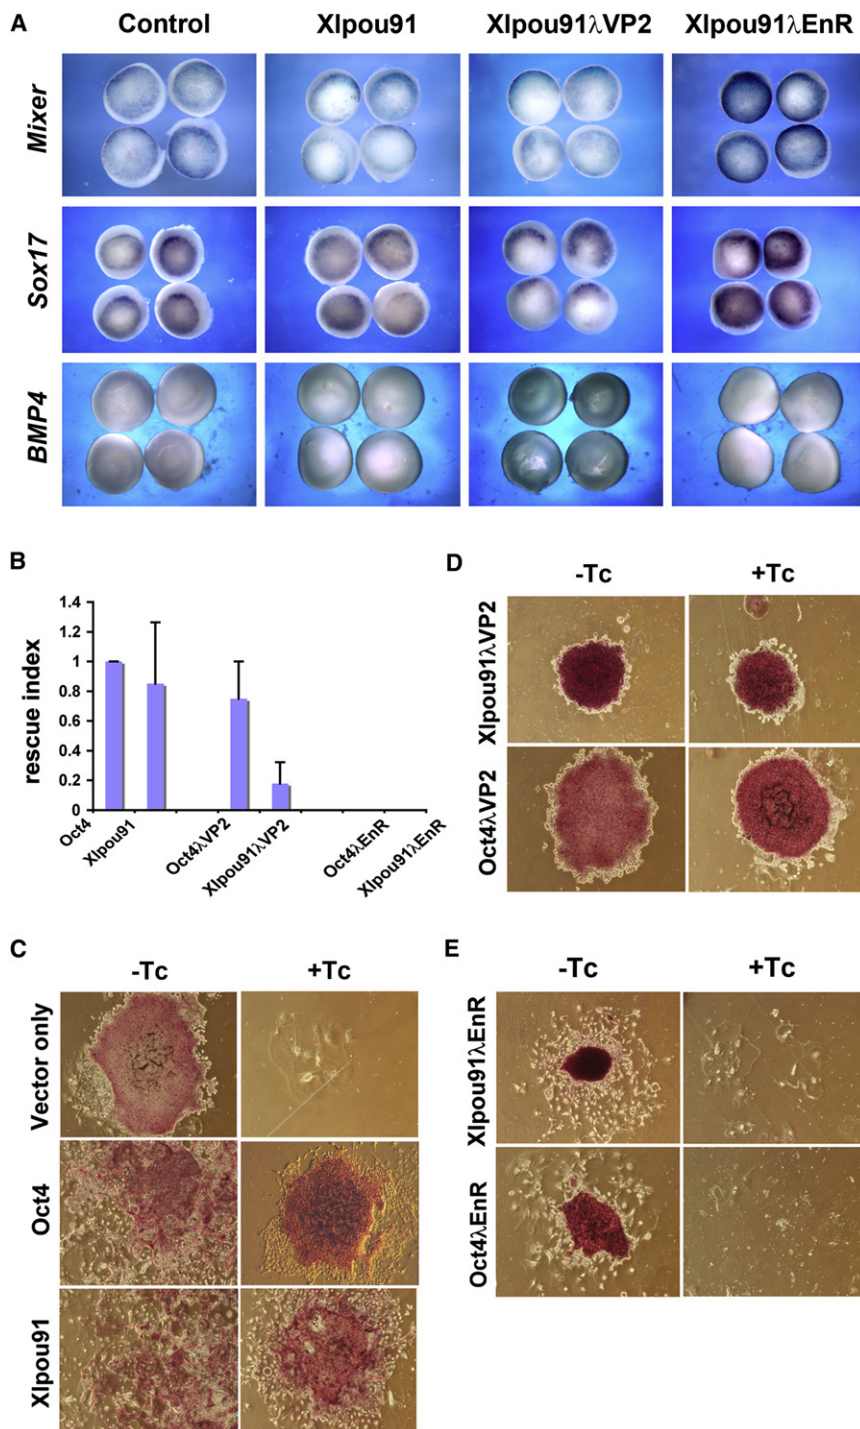 A
Control Xlpou91 Xlpou91λVP2 Xlpou91λEnR
Mixer
Sox17
BMP4
B
rescue index
1.4
1.2
1
0.8
0.6
0.4
0.2
0
Oct4
Xlpou91
Oct4λVP2
Xlpou91λVP2
Oct4λEnR
Xlpou91λEnR
C
-Tc +Tc
Vector only
Oct4
Xlpou91
D
-Tc +Tc
Xlpou91λVP2
Oct4λVP2
E
-Tc +Tc
Xlpou91λEnR
Oct4λEnR